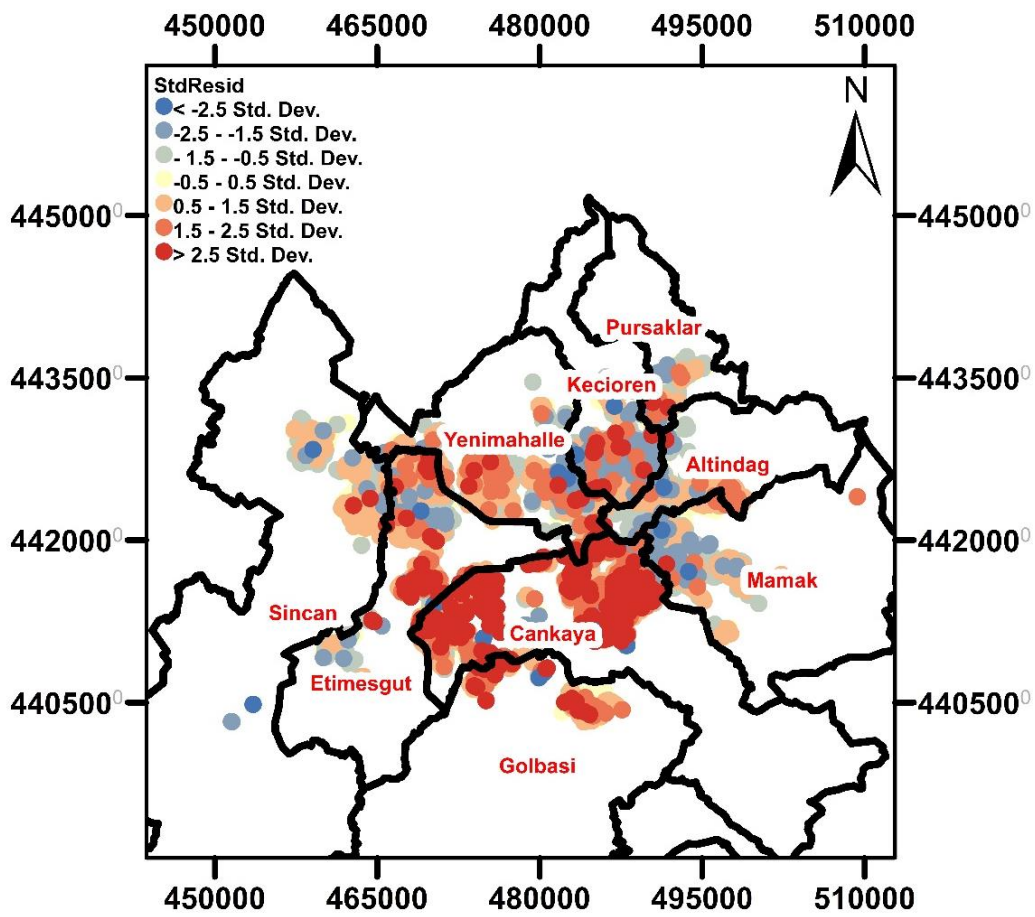 450000 465000 480000 495000 510000
StdResid
< -2.5 Std. Dev.
-2.5 - -1.5 Std. Dev.
- 1.5 - -0.5 Std. Dev.
-0.5 - 0.5 Std. Dev.
0.5 - 1.5 Std. Dev.
1.5 - 2.5 Std. Dev.
> 2.5 Std. Dev.
N
4450000 4450000
Pursaklar
4435000 4435000
Kecioren
Yenimahalle
Altindag
4420000 4420000
Mamak
Sincan
Cankaya
Etimesgut
4405000 4405000
Golbasi
450000 465000 480000 495000 510000